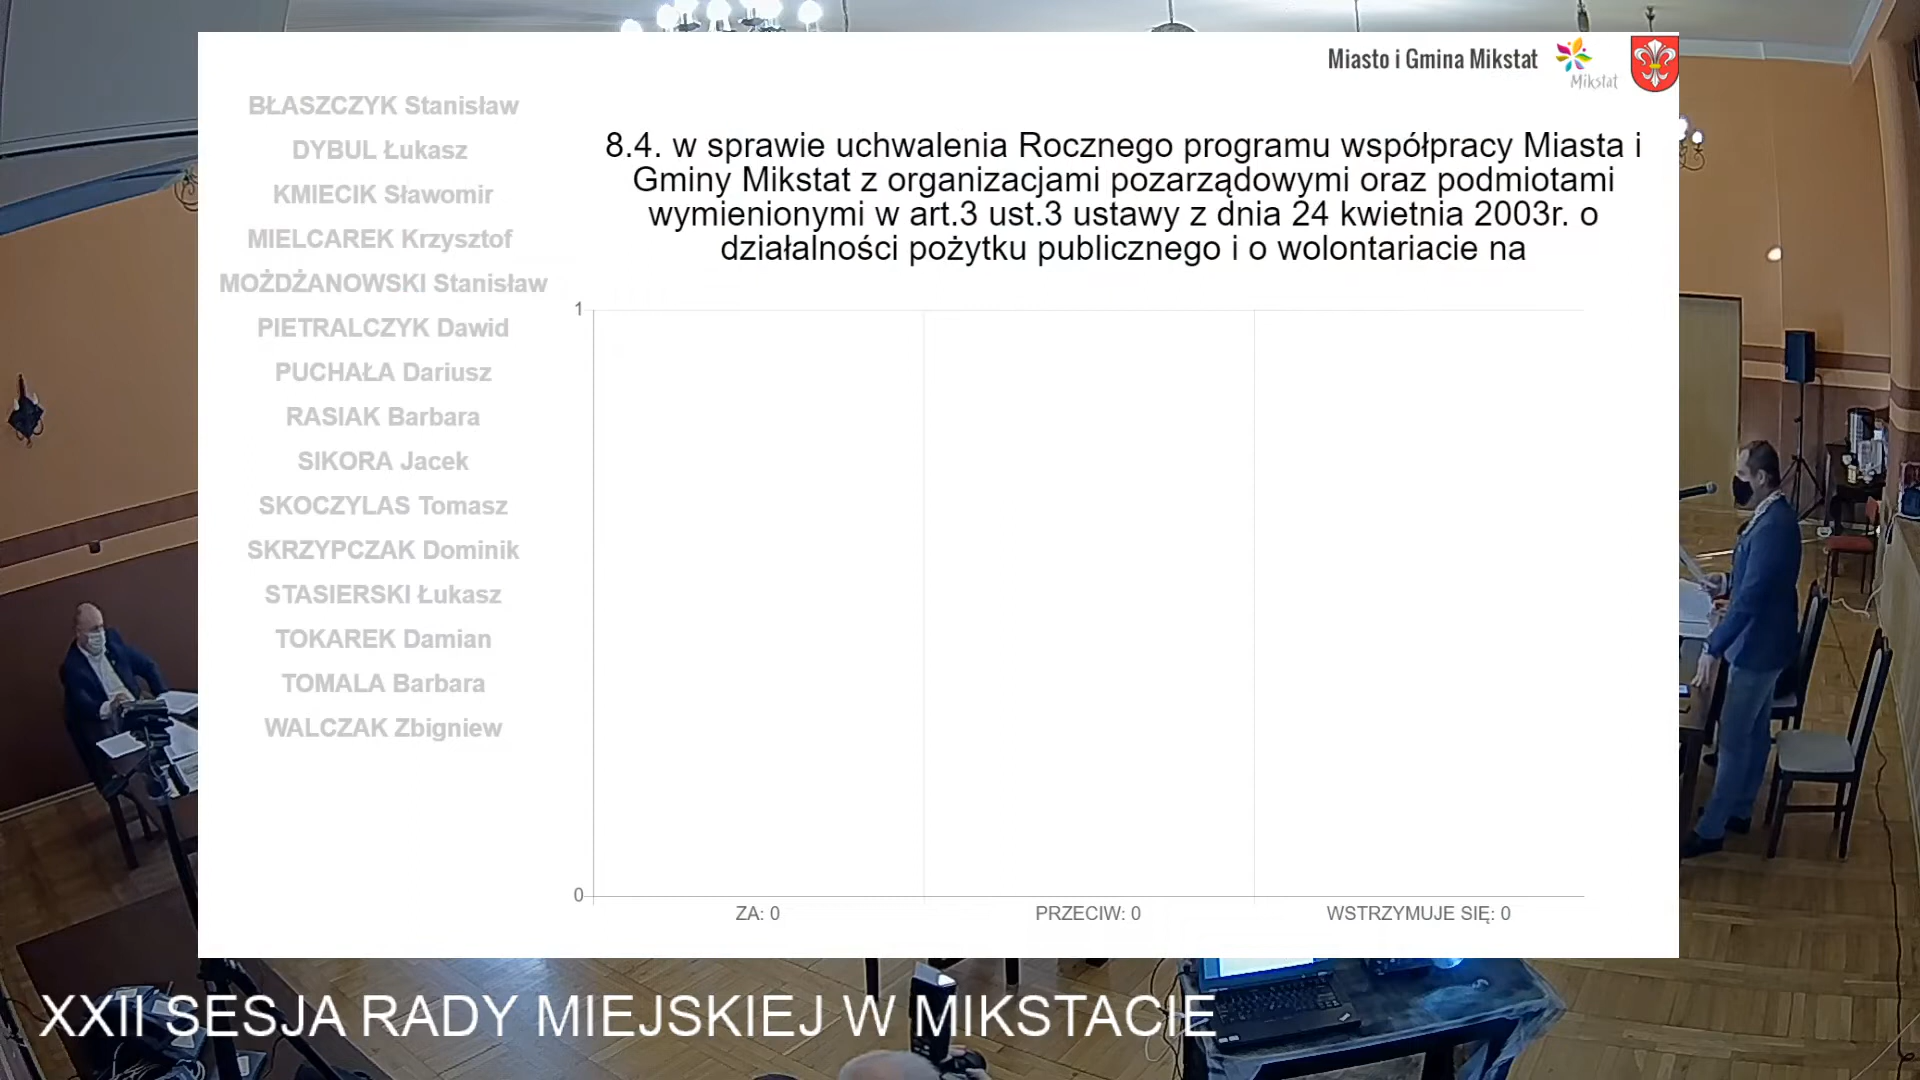 Miasto i Gmina Mikstat
Mikstat
BŁASZCZYK Stanisław
DYBUL Łukasz
KMIECIK Sławomir
MIELCAREK Krzysztof
MOŻDŻANOWSKI Stanisław
PIETRALCZYK Dawid
PUCHAŁA Dariusz
RASIAK Barbara
SIKORA Jacek
SKOCZYLAS Tomasz
SKRZYPCZAK Dominik
STASIERSKI Łukasz
TOKAREK Damian
TOMALA Barbara
WALCZAK Zbigniew
8.4. w sprawie uchwalenia Rocznego programu współpracy Miasta i
Gminy Mikstat z organizacjami pozarządowymi oraz podmiotami
wymienionymi w art.3 ust.3 ustawy z dnia 24 kwietnia 2003r. o
działalności pożytku publicznego i o wolontariacie na
1
0
ZA: 0
PRZECIW: 0
WSTRZYMUJE SIĘ: 0
XXII SESJA RADY MIEJSKIEJ W MIKSTACIE